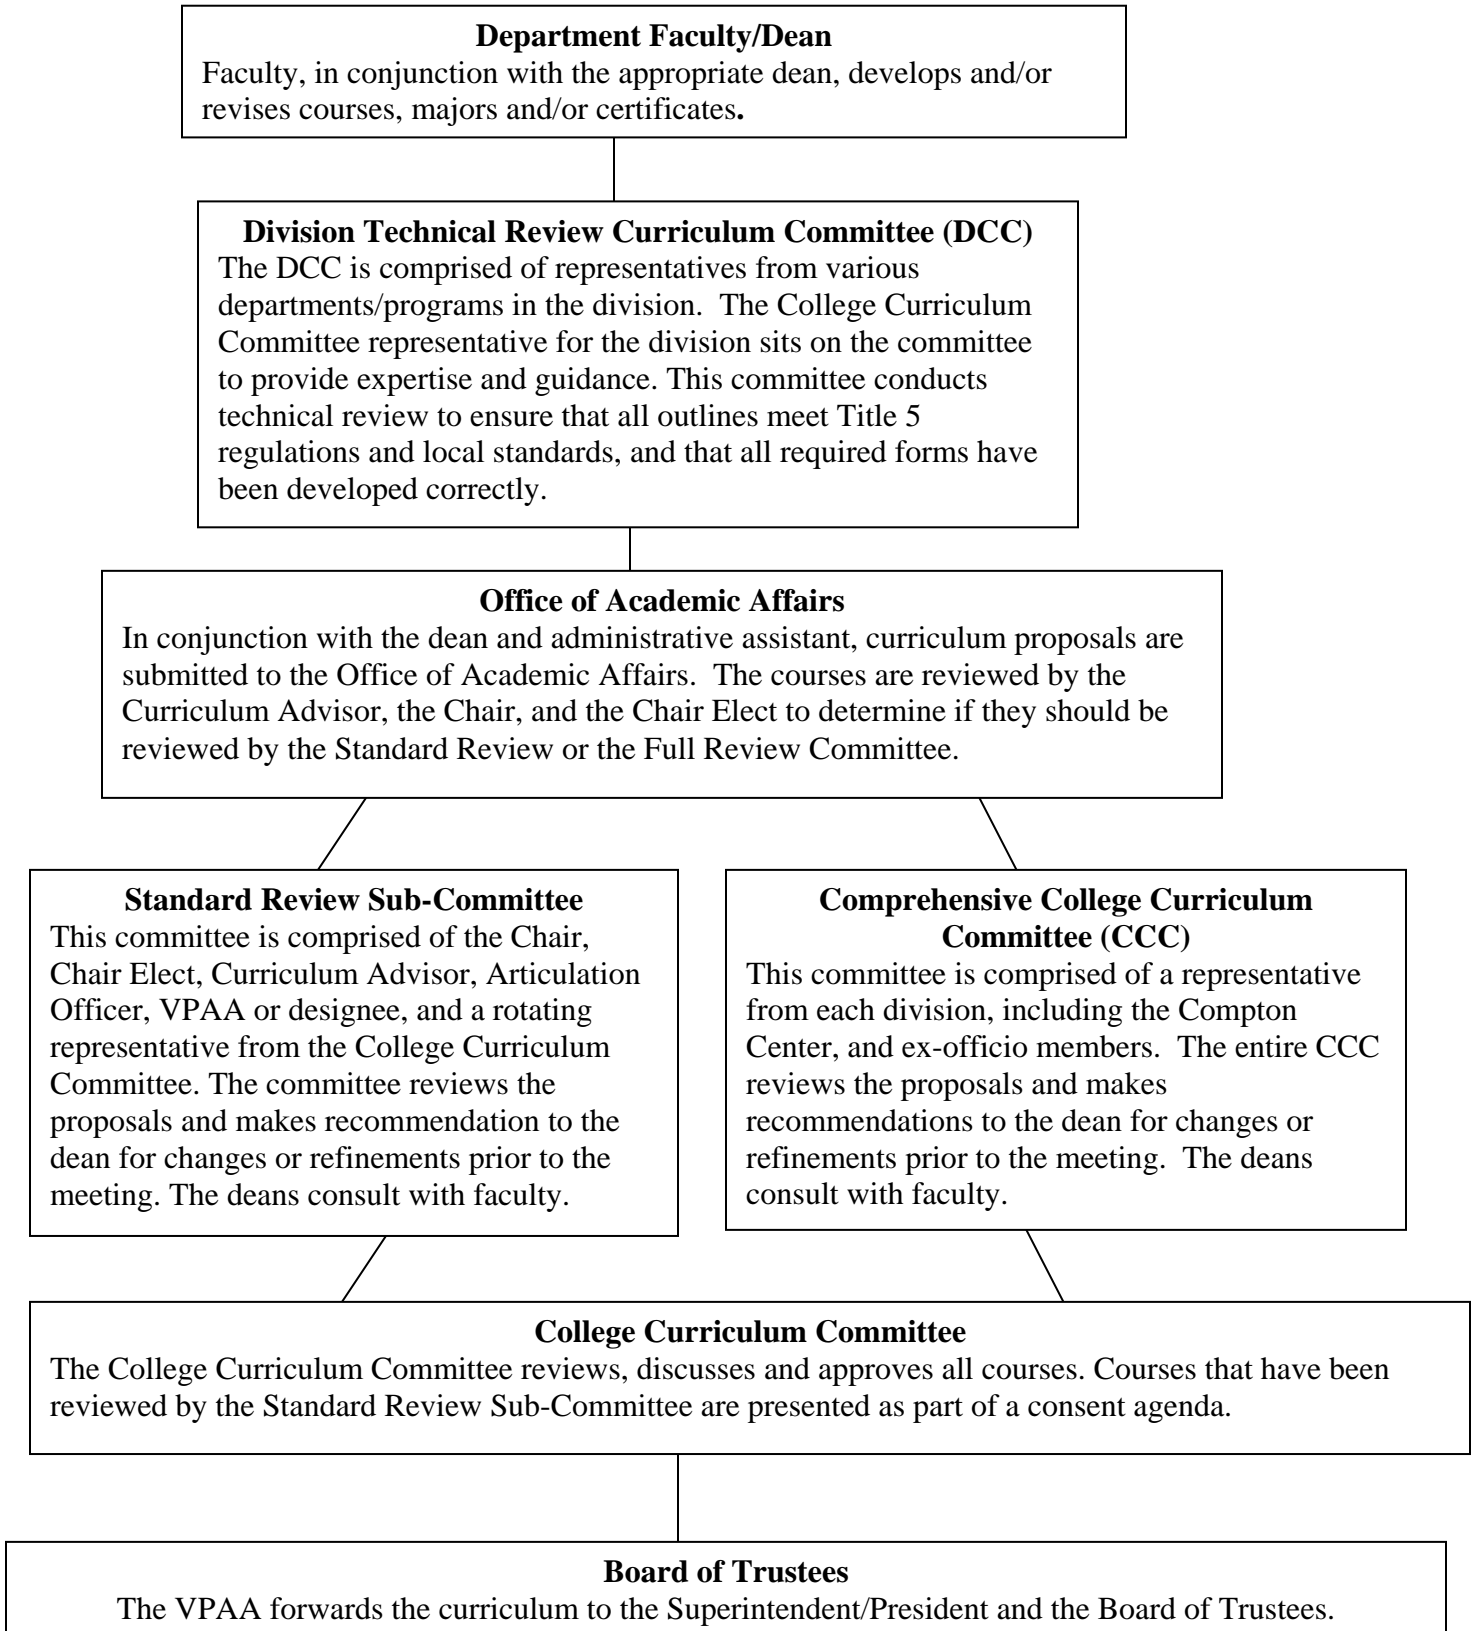 Department Faculty/Dean
Faculty, in conjunction with the appropriate dean, develops and/or
revises courses, majors and/or certificates.
Division Technical Review Curriculum Committee (DCC)
The DCC is comprised of representatives from various
departments/programs in the division.  The College Curriculum
Committee representative for the division sits on the committee
to provide expertise and guidance. This committee conducts
technical review to ensure that all outlines meet Title 5
regulations and local standards, and that all required forms have
been developed correctly.
Office of Academic Affairs
In conjunction with the dean and administrative assistant, curriculum proposals are
submitted to the Office of Academic Affairs.  The courses are reviewed by the
Curriculum Advisor, the Chair, and the Chair Elect to determine if they should be
reviewed by the Standard Review or the Full Review Committee.
Standard Review Sub-Committee
This committee is comprised of the Chair,
Chair Elect, Curriculum Advisor, Articulation
Officer, VPAA or designee, and a rotating
representative from the College Curriculum
Committee. The committee reviews the
proposals and makes recommendation to the
dean for changes or refinements prior to the
meeting. The deans consult with faculty.
Comprehensive College Curriculum
Committee (CCC)
This committee is comprised of a representative
from each division, including the Compton
Center, and ex-officio members.  The entire CCC
reviews the proposals and makes
recommendations to the dean for changes or
refinements prior to the meeting.  The deans
consult with faculty.
College Curriculum Committee
The College Curriculum Committee reviews, discusses and approves all courses. Courses that have been
reviewed by the Standard Review Sub-Committee are presented as part of a consent agenda.
Board of Trustees
The VPAA forwards the curriculum to the Superintendent/President and the Board of Trustees.